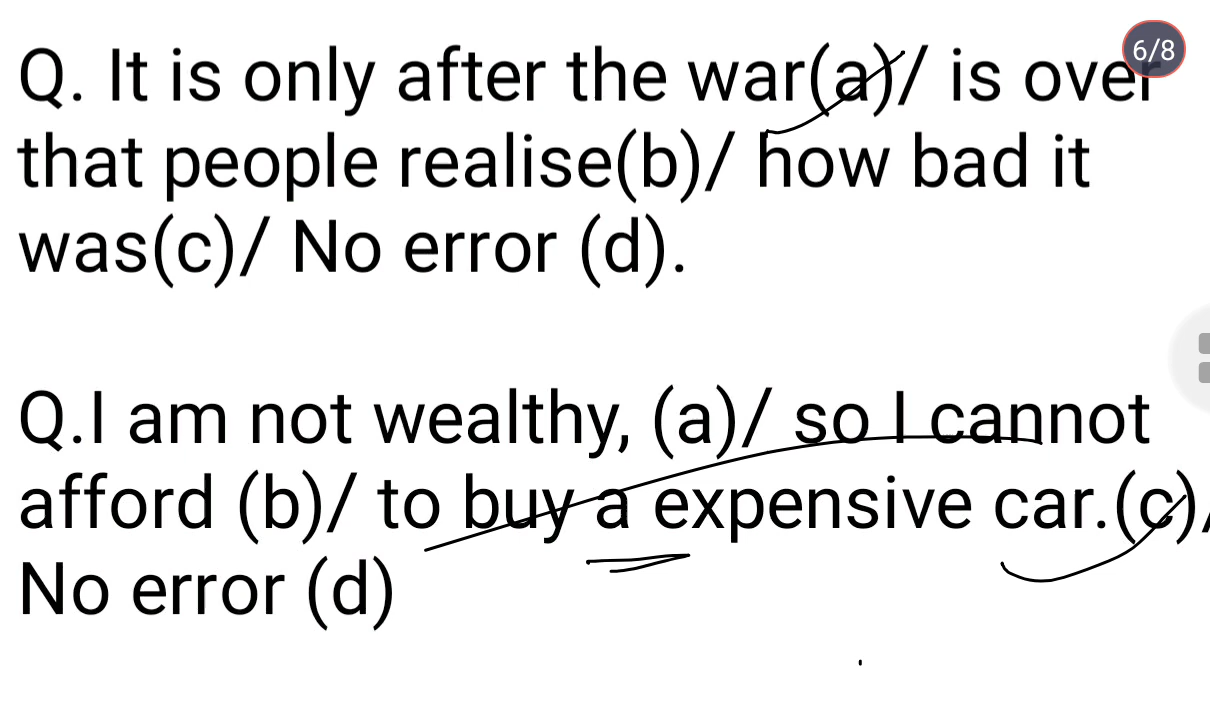 6/8
Q. It is only after the war(a)/ is over
that people realise(b)/ how bad it
was(c)/ No error (d).
Q.I am not wealthy, (a)/ so I cannot
afford (b)/ to buy a expensive car.(c)/
No error (d)